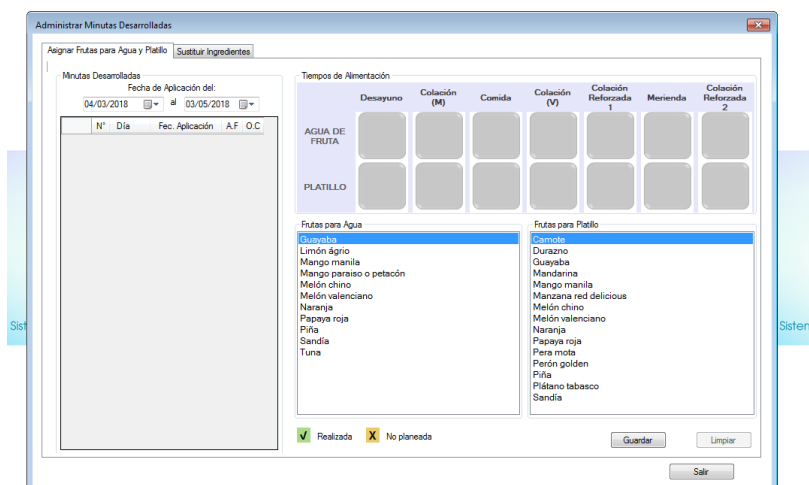 Administrar Minutas Desarrolladas
Asignar Frutas para Agua y Platillo
Sustituir Ingredientes
Minutas Desarrolladas
Fecha de Aplicación del:
04/03/2018 al 03/05/2018
N° Día Fec. Aplicación A.F O.C
Tiempos de Alimentación
Desayuno
Colación
(M)
Comida
Colación
(V)
Colación
Reforzada
1
Merienda
Colación
Reforzada
2
AGUA DE
FRUTA
PLATILLO
Frutas para Agua
Guayaba
Limón ágrio
Mango manila
Mango paraiso o petacón
Melón chino
Melón valenciano
Naranja
Papaya roja
Piña
Sandía
Tuna
Frutas para Platillo
Camote
Durazno
Guayaba
Mandarina
Mango manila
Manzana red delicious
Melón chino
Melón valenciano
Naranja
Papaya roja
Pera mota
Perón golden
Piña
Plátano tabasco
Sandía
√ Realizada X No planeada
Guardar
Limpiar
Salir
Sist
Sisten